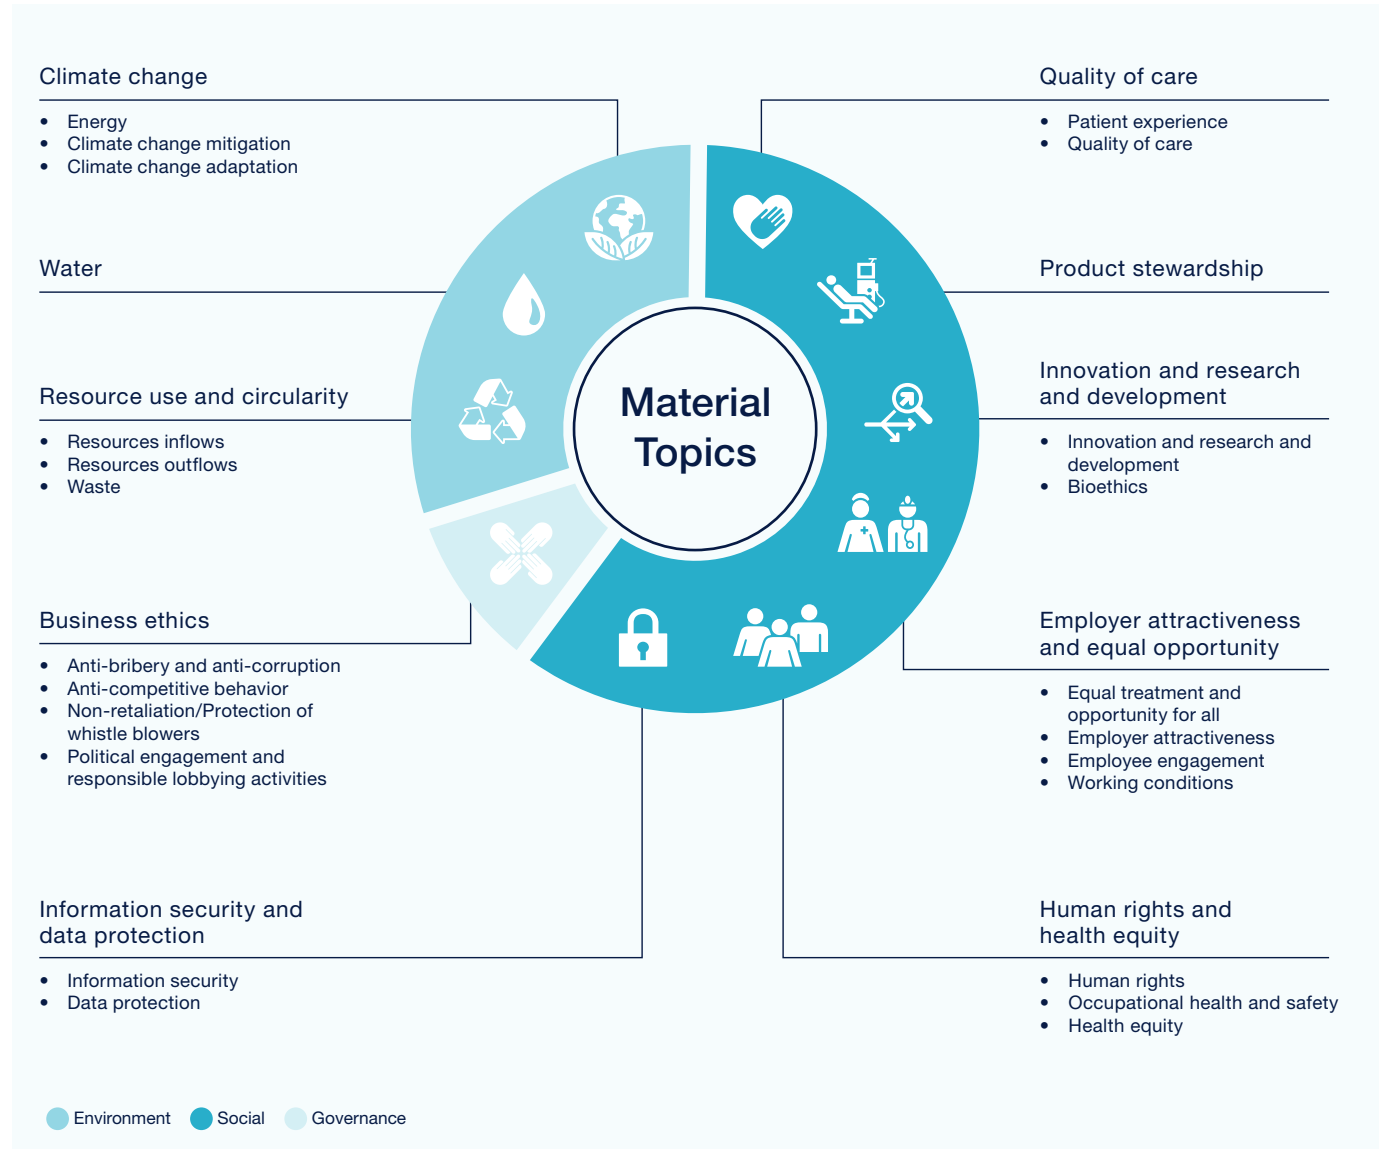 Climate change
• Energy
• Climate change mitigation
• Climate change adaptation
Water
Resource use and circularity
• Resources inflows
• Resources outflows
• Waste
Business ethics
• Anti-bribery and anti-corruption
• Anti-competitive behavior
• Non-retaliation/Protection of
whistle blowers
• Political engagement and
responsible lobbying activities
Information security and
data protection
• Information security
• Data protection
Material
Topics
Quality of care
• Patient experience
• Quality of care
Product stewardship
Innovation and research
and development
• Innovation and research and
development
• Bioethics
Employer attractiveness
and equal opportunity
• Equal treatment and
opportunity for all
• Employer attractiveness
• Employee engagement
• Working conditions
Human rights and
health equity
• Human rights
• Occupational health and safety
• Health equity
Environment
Social
Governance